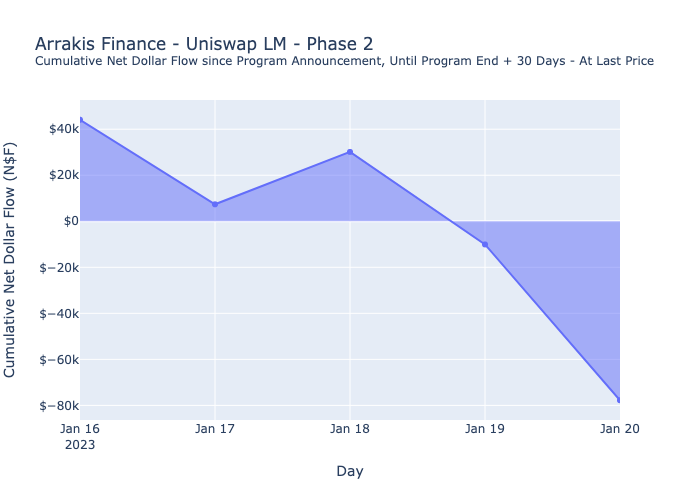 Arrakis Finance - Uniswap LM - Phase 2
Cumulative Net Dollar Flow since Program Announcement, Until Program End + 30 Days - At Last Price
Cumulative Net Dollar Flow (N$F)
$40k
$20k
$0
$−20k
$−40k
$−60k
$−80k
Jan 16
2023
Jan 17
Jan 18
Jan 19
Jan 20
Day